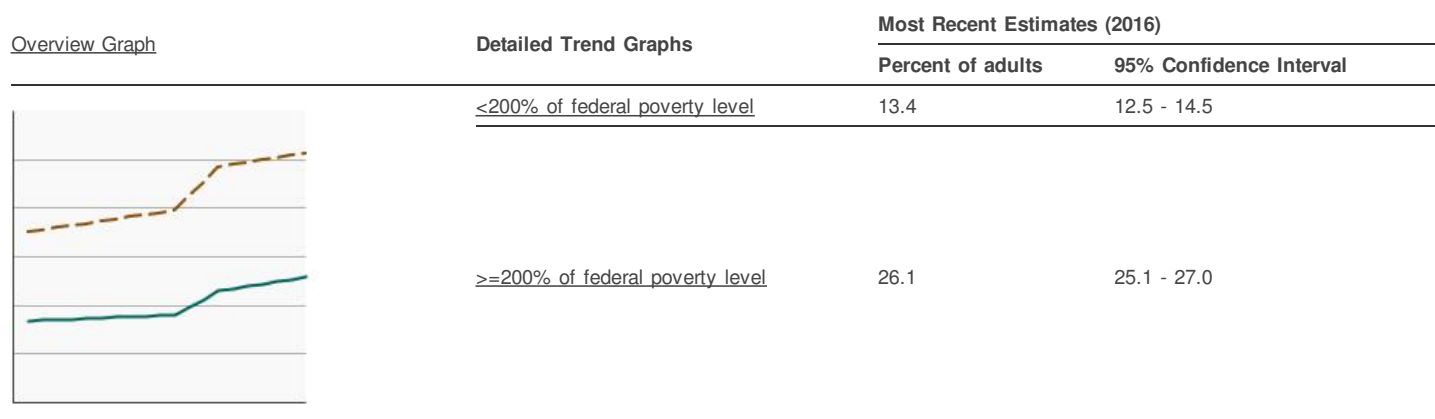 Overview Graph
Detailed Trend Graphs
Most Recent Estimates (2016)
Percent of adults
95% Confidence Interval
<200% of federal poverty level
13.4
12.5 - 14.5
>=200% of federal poverty level
26.1
25.1 - 27.0